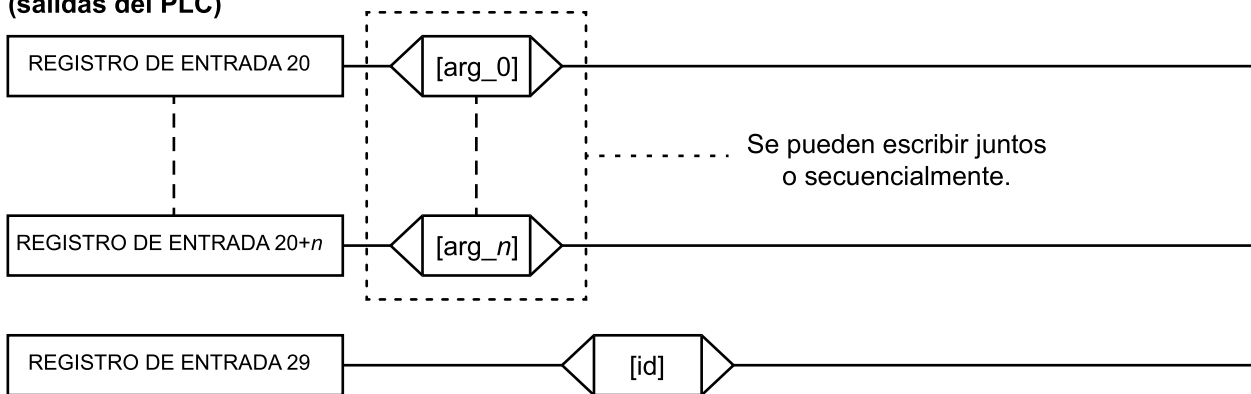 (salidas del PLC)
REGISTRO DE ENTRADA 20
[arg_0]
Se pueden escribir juntos
o secuencialmente.
REGISTRO DE ENTRADA 20+n
[arg_n]
REGISTRO DE ENTRADA 29
[id]